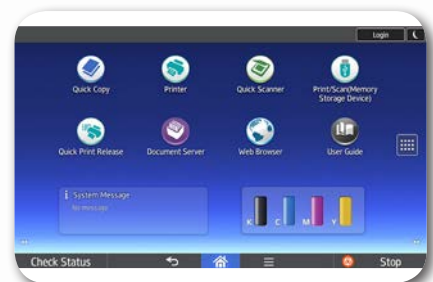 Login
Quick Copy
Printer
Quick Scanner
Print/Scan(Memory
Storage Device)
Quick Print Release
Document Server
Web Browser
User Guide
System Message
No message
K C M Y
Check Status
Stop